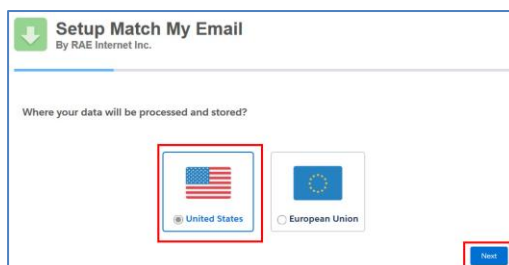 Setup Match My Email
By RAE Internet Inc.
Where your data will be processed and stored?
United States
European Union
Next